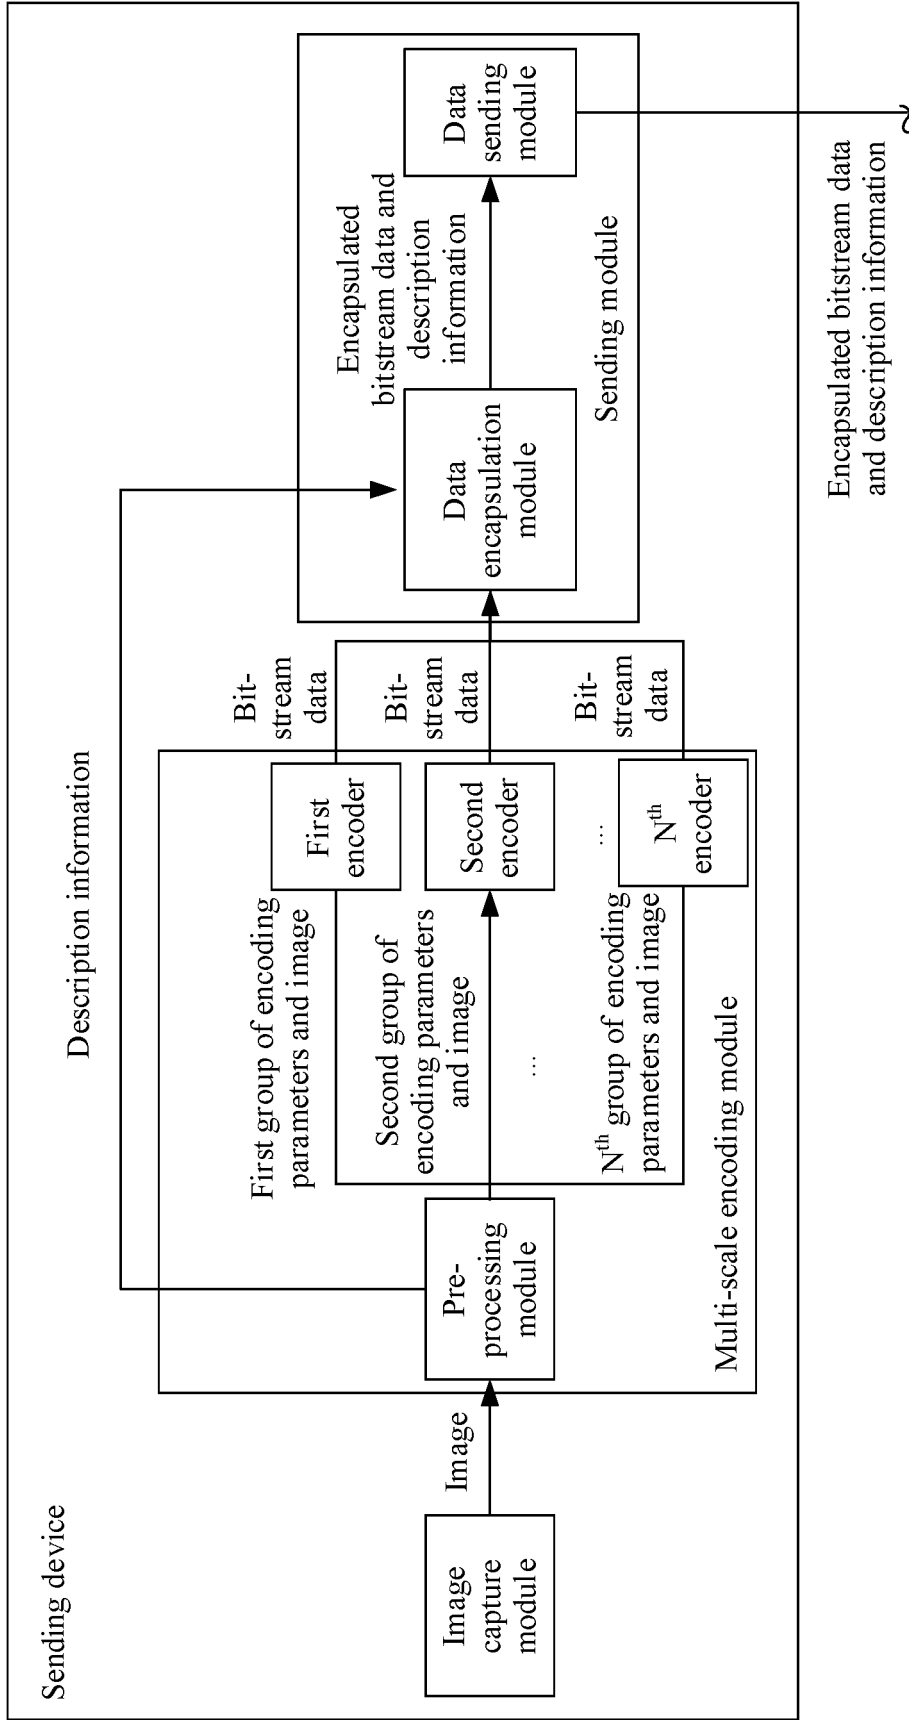 Sending device
Description information
Image
capture
module
Image
Pre-
processing
module
First group of encoding
parameters and image
Second group of
encoding parameters
and image
...
Nth group of encoding
parameters and image
First
encoder
Second
encoder
...
Nth
encoder
Multi-scale encoding module
Bit-
stream
data
Bit-
stream
data
Bit-
stream
data
Data
encapsulation
module
Encapsulated
bitstream data and
description
information
Data
sending
module
Sending module
Encapsulated bitstream data
and description information